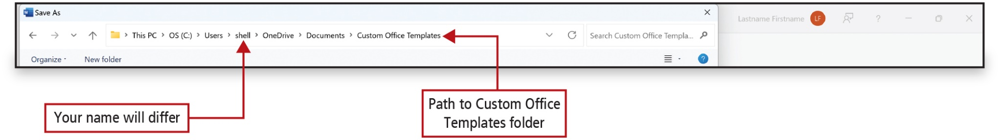 Save As
Lastname Firstname LF ?
This PC > OS (C:) > Users > shell > OneDrive > Documents > Custom Office Templates
Search Custom Office Templa...
Organize New folder ?
Your name will differ
Path to Custom Office
Templates folder